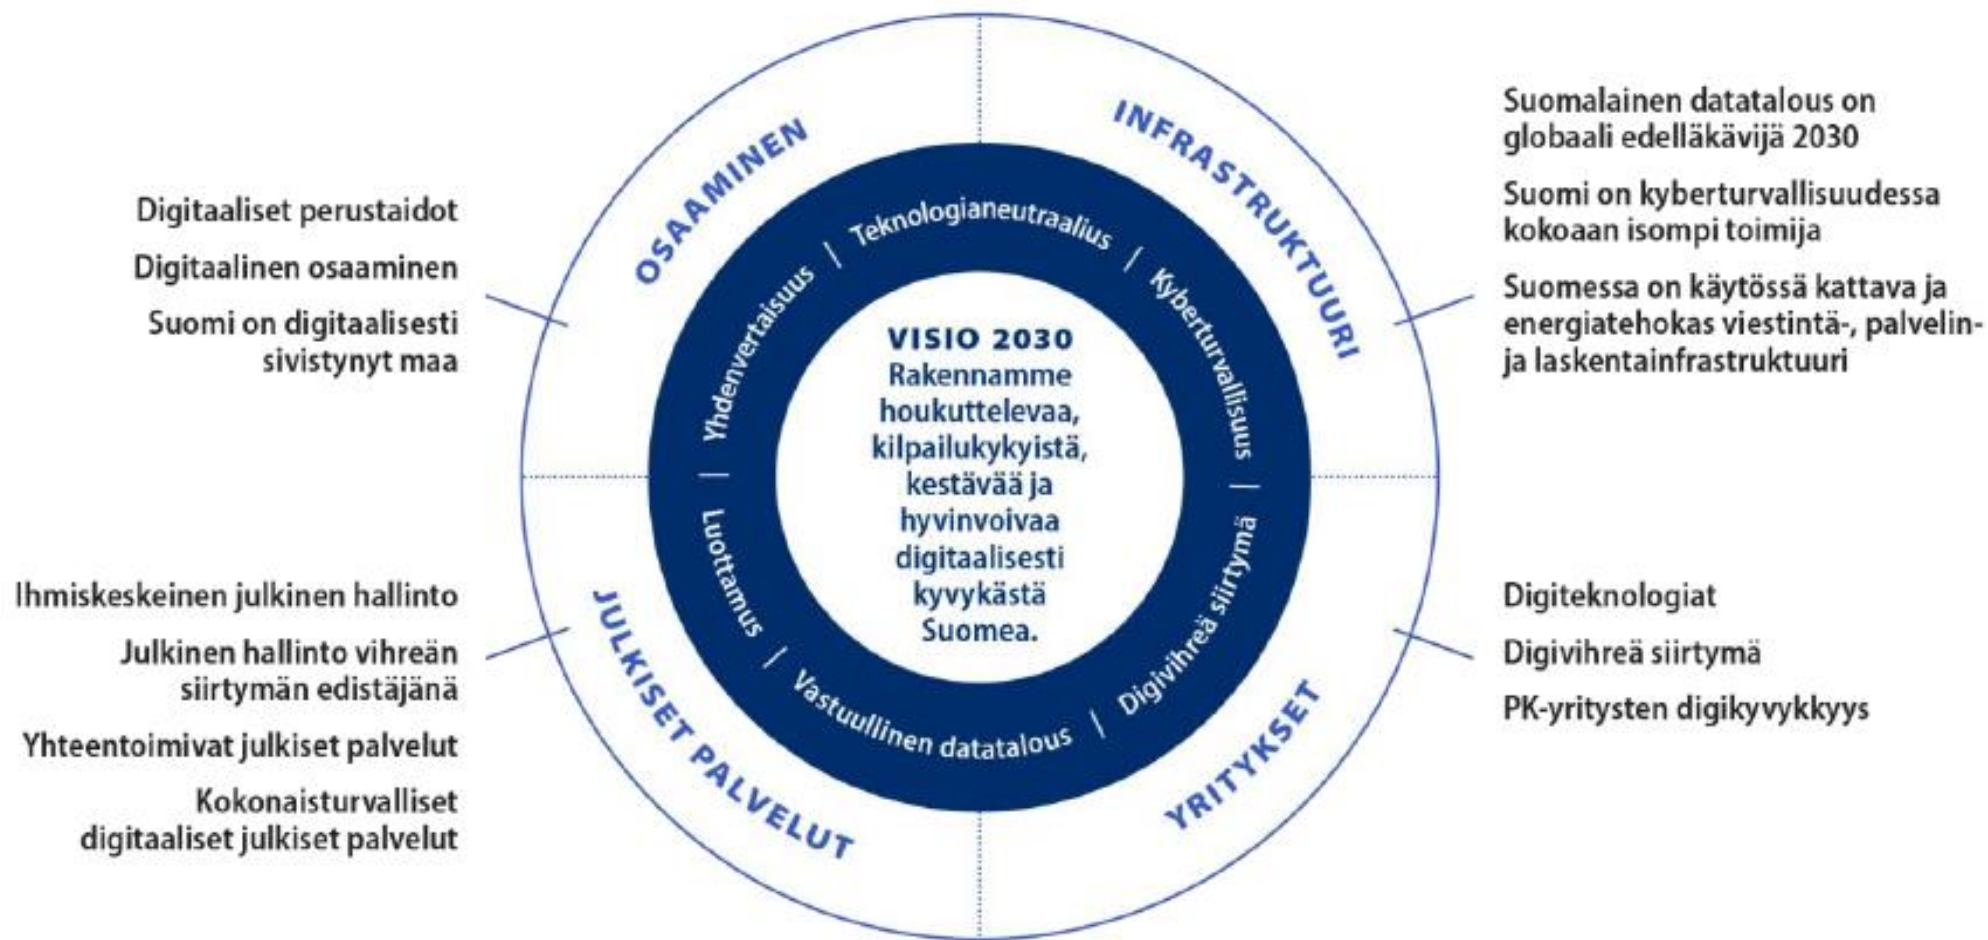 OSAAMINEN
Digitaaliset perustaidot
Digitaalinen osaaminen
Suomi on digitaalisesti
sivistynyt maa
INFRASTRUKTUURI
Suomalainen datatalous on
globaali edelläkävijä 2030
Suomi on kyberturvallisuudessa
kokoaan isompi toimija
Suomessa on käytössä kattava ja
energiatehokas viestintä-, palvelin-
ja laskentainfrastruktuuri
Yhdenvertaisuus | Teknologianeutraalius | Kyberturvallisuus | Digivihreä siirtymä | Vastuullinen datatalous | Luottamus |
VISIO 2030
Rakennamme
houkuttelevaa,
kilpailukykyistä,
kestävää ja
hyvinvoivaa
digitaalisesti
kyvykästä
Suomea.
JULKISET PALVELUT
Ihmiskeskeinen julkinen hallinto
Julkinen hallinto vihreän
siirtymän edistäjänä
Yhteentoimivat julkiset palvelut
Kokonaisturvalliset
digitaaliset julkiset palvelut
YRITYKSET
Digiteknologiat
Digivihreä siirtymä
PK-yritysten digikyvykkyys